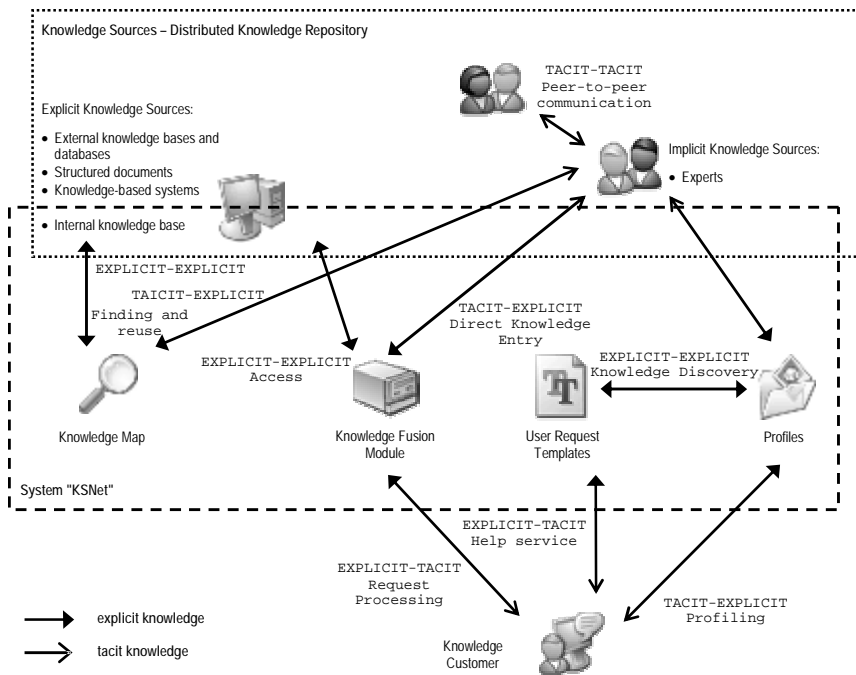 Knowledge Sources – Distributed Knowledge Repository
TACIT-TACIT
Peer-to-peer
communication
Explicit Knowledge Sources:
• External knowledge bases and
databases
• Structured documents
• Knowledge-based systems
• Internal knowledge base
Implicit Knowledge Sources:
• Experts
EXPLICIT-EXPLICIT
TAICIT-EXPLICIT
Finding and
reuse
EXPLICIT-EXPLICIT
Access
TACIT-EXPLICIT
Direct Knowledge
Entry
EXPLICIT-EXPLICIT
Knowledge Discovery
TT
Knowledge Map
Knowledge Fusion
Module
User Request
Templates
Profiles
System "KSNet"
EXPLICIT-TACIT
Help service
EXPLICIT-TACIT
Request
Processing
TACIT-EXPLICIT
Profiling
explicit knowledge
tacit knowledge
Knowledge
Customer